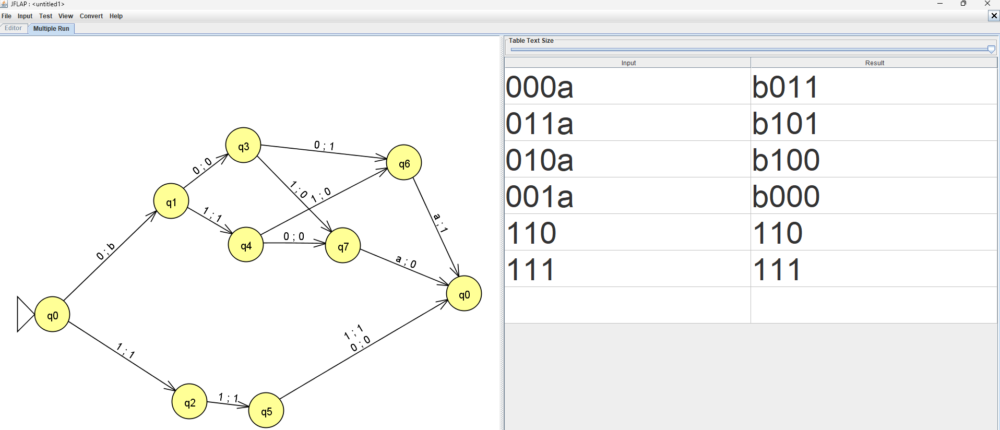 JFLAP : <untitled1>
File Input Test View Convert Help
Editor Multiple Run
Table Text Size
Input Result
000a b011
011a b101
010a b100
001a b000
110 110
111 111
q3
0 ; 1
q6
0 ; 0
1 ; 0
1 ; 0
q1
1 ; 1
a ; 1
0 ; 0
q4
q7
0 ; b
a ; 0
q0
q0
1 ; 1
1 ; 1
0 ; 0
q2
1 ; 1
q5